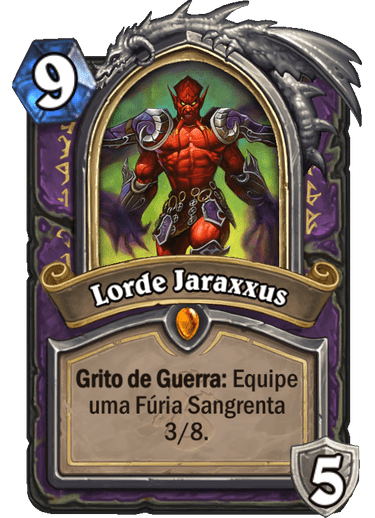 9
Lorde Jaraxxus
Grito de Guerra: Equipe
uma Fúria Sangrenta
3/8.
5